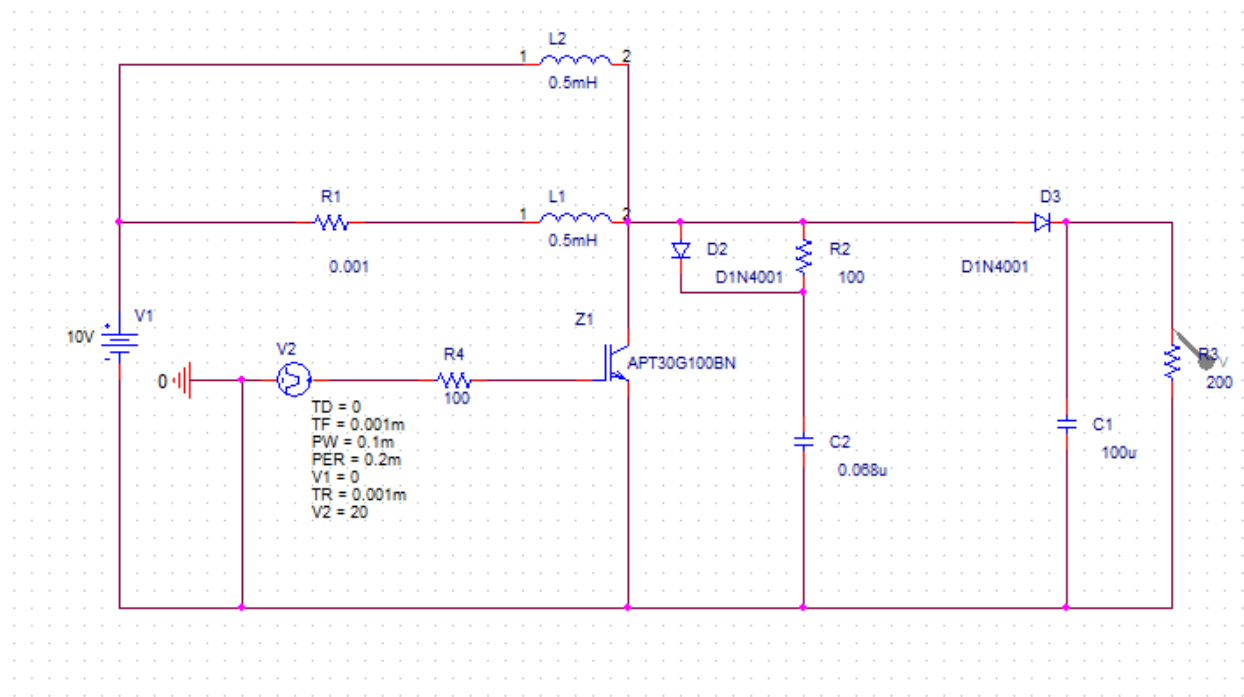 L2
1
2
0.5mH
R1
L1
D3
1
2
0.001
0.5mH
D2
R2
D1N4001
100
D1N4001
V1
10V
Z1
APT30G100BN
V2
R4
R3
V
0
100
200
TD = 0
TF = 0.001m
PW = 0.1m
PER = 0.2m
V1 = 0
TR = 0.001m
V2 = 20
C2
0.068u
C1
100u